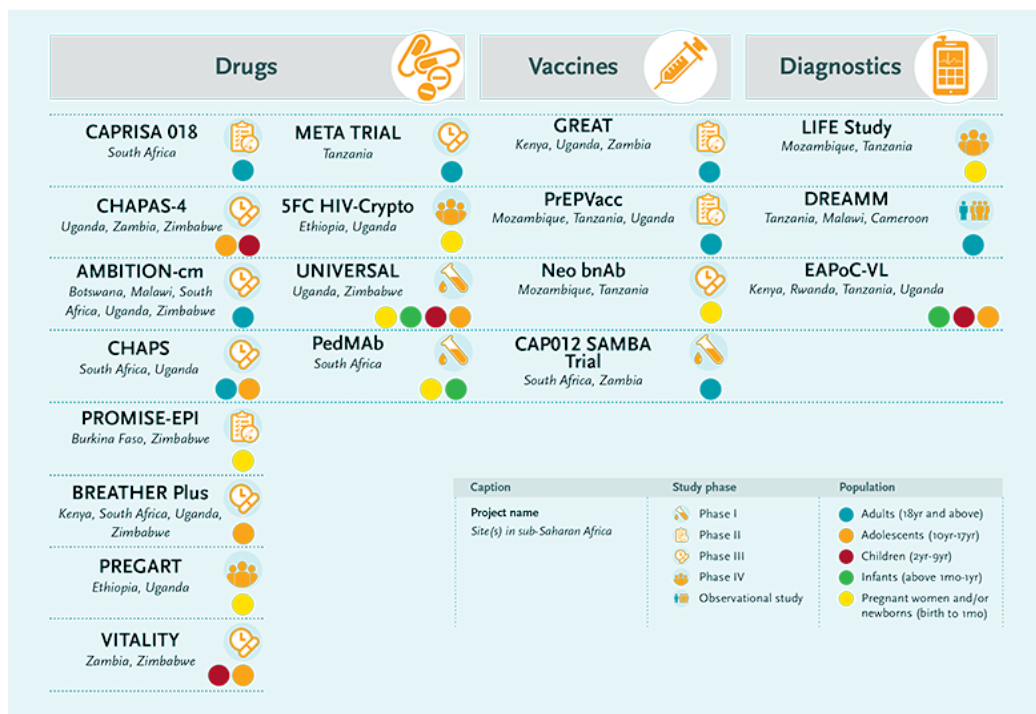 Drugs
Vaccines
Diagnostics
CAPRISA 018
South Africa
META TRIAL
Tanzania
GREAT
Kenya, Uganda, Zambia
LIFE Study
Mozambique, Tanzania
CHAPAS-4
Uganda, Zambia, Zimbabwe
5FC HIV-Crypto
Ethiopia, Uganda
PrEPVacc
Mozambique, Tanzania, Uganda
DREAMM
Tanzania, Malawi, Cameroon
AMBITION-cm
Botswana, Malawi, South
Africa, Uganda, Zimbabwe
UNIVERSAL
Uganda, Zimbabwe
Neo bnAb
Mozambique, Tanzania
EAPoC-VL
Kenya, Rwanda, Tanzania, Uganda
CHAPS
South Africa, Uganda
PedMAb
South Africa
CAP012 SAMBA
Trial
South Africa, Zambia
PROMISE-EPI
Burkina Faso, Zimbabwe
BREATHER Plus
Kenya, South Africa, Uganda,
Zimbabwe
PREGART
Ethiopia, Uganda
VITALITY
Zambia, Zimbabwe
Caption
Project name
Site(s) in sub-Saharan Africa
Study phase
Phase I
Phase II
Phase III
Phase IV
Observational study
Population
Adults (18yr and above)
Adolescents (10yr-17yr)
Children (2yr-9yr)
Infants (above 1mo-1yr)
Pregnant women and/or
newborns (birth to 1mo)